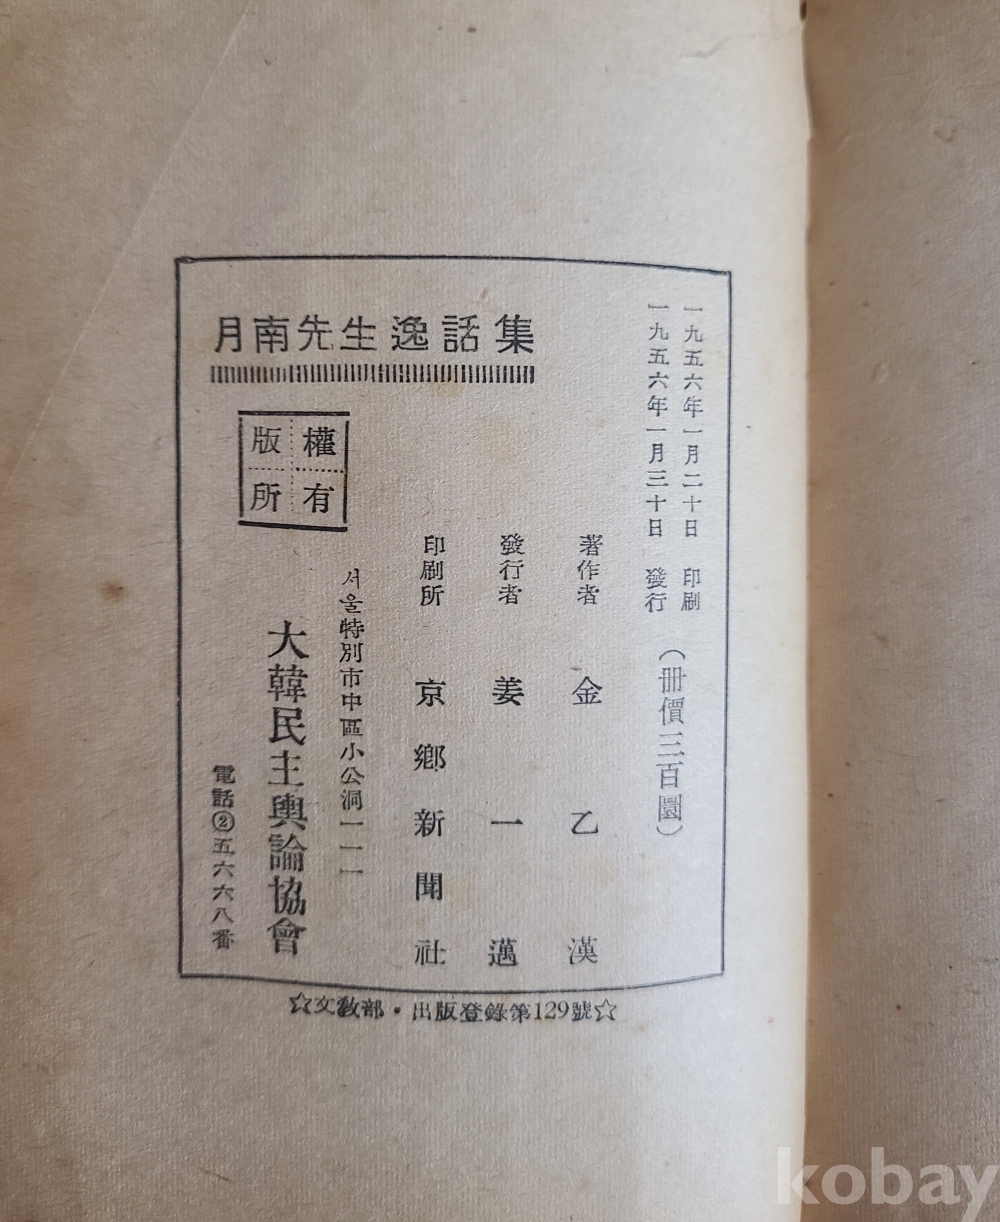 月南先生逸話集
一九五六年一月二十日 印刷
一九五六年一月三十日 發行
(冊價三百圜)
著作者 金乙漢
發行者 姜一邁
印刷所 京鄕新聞社
版權
所有
서울特別市中區小公洞一一一
大韓民主輿論協會
電話②五六六八番
☆文敎部・出版登錄第129號☆
kobay